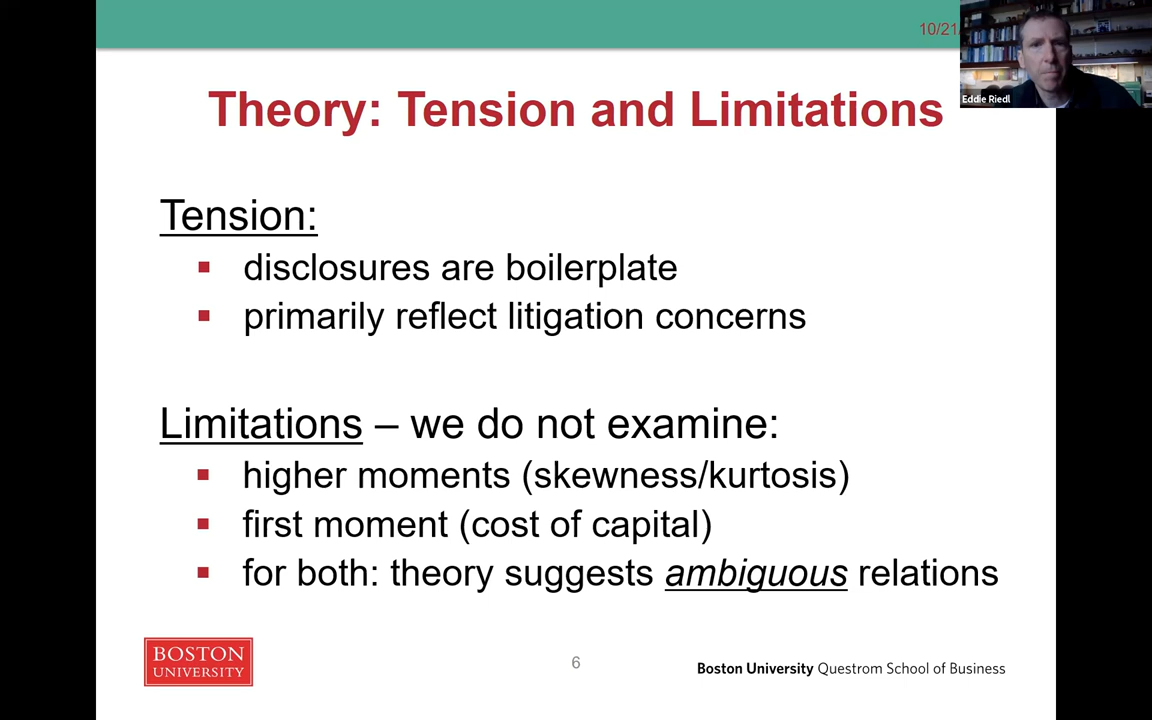 10/21/
Eddie Riedl
Theory: Tension and Limitations
Tension:
▪ disclosures are boilerplate
▪ primarily reflect litigation concerns
Limitations – we do not examine:
▪ higher moments (skewness/kurtosis)
▪ first moment (cost of capital)
▪ for both: theory suggests ambiguous relations
BOSTON
UNIVERSITY
6
Boston University Questrom School of Business